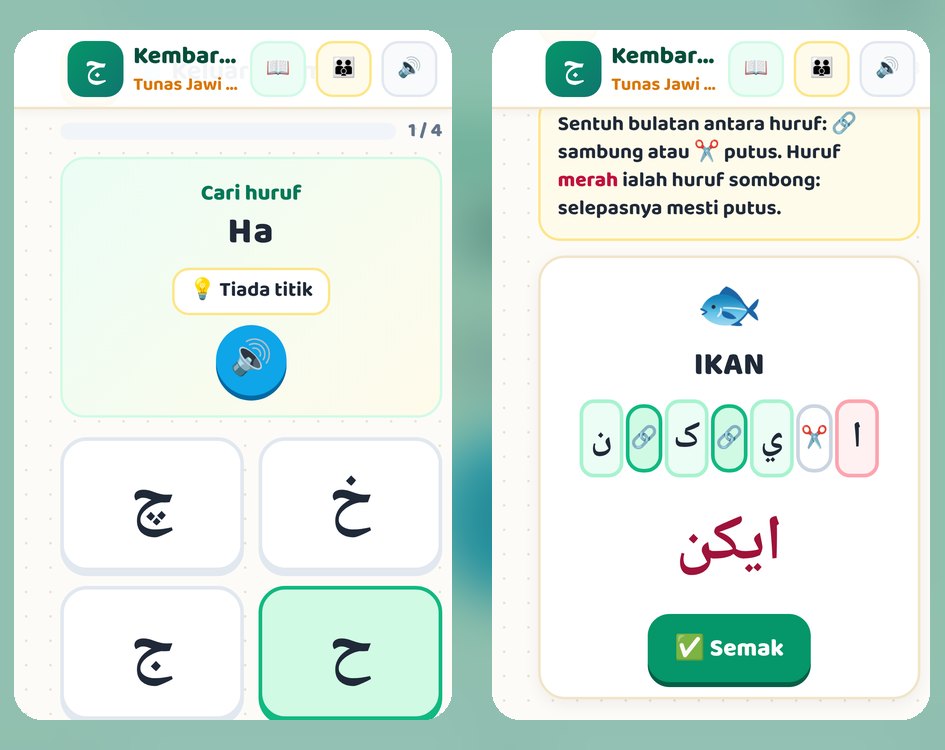 ج
Kembar...
Tunas Jawi ...
1 / 4
Cari huruf
Ha
Tiada titik
چ
خ
ج
ح
ج
Kembar...
Tunas Jawi ...
Sentuh bulatan antara huruf: 🔗
sambung atau ✂️ putus. Huruf
merah ialah huruf sombong:
selepasnya mesti putus.
IKAN
ا ي ک ن
ايکن
✅ Semak